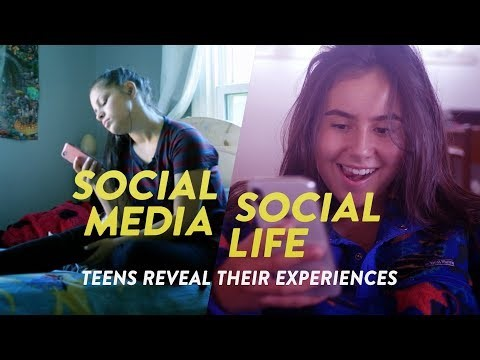 SOCIAL
MEDIA
SOCIAL
LIFE
TEENS REVEAL THEIR EXPERIENCES